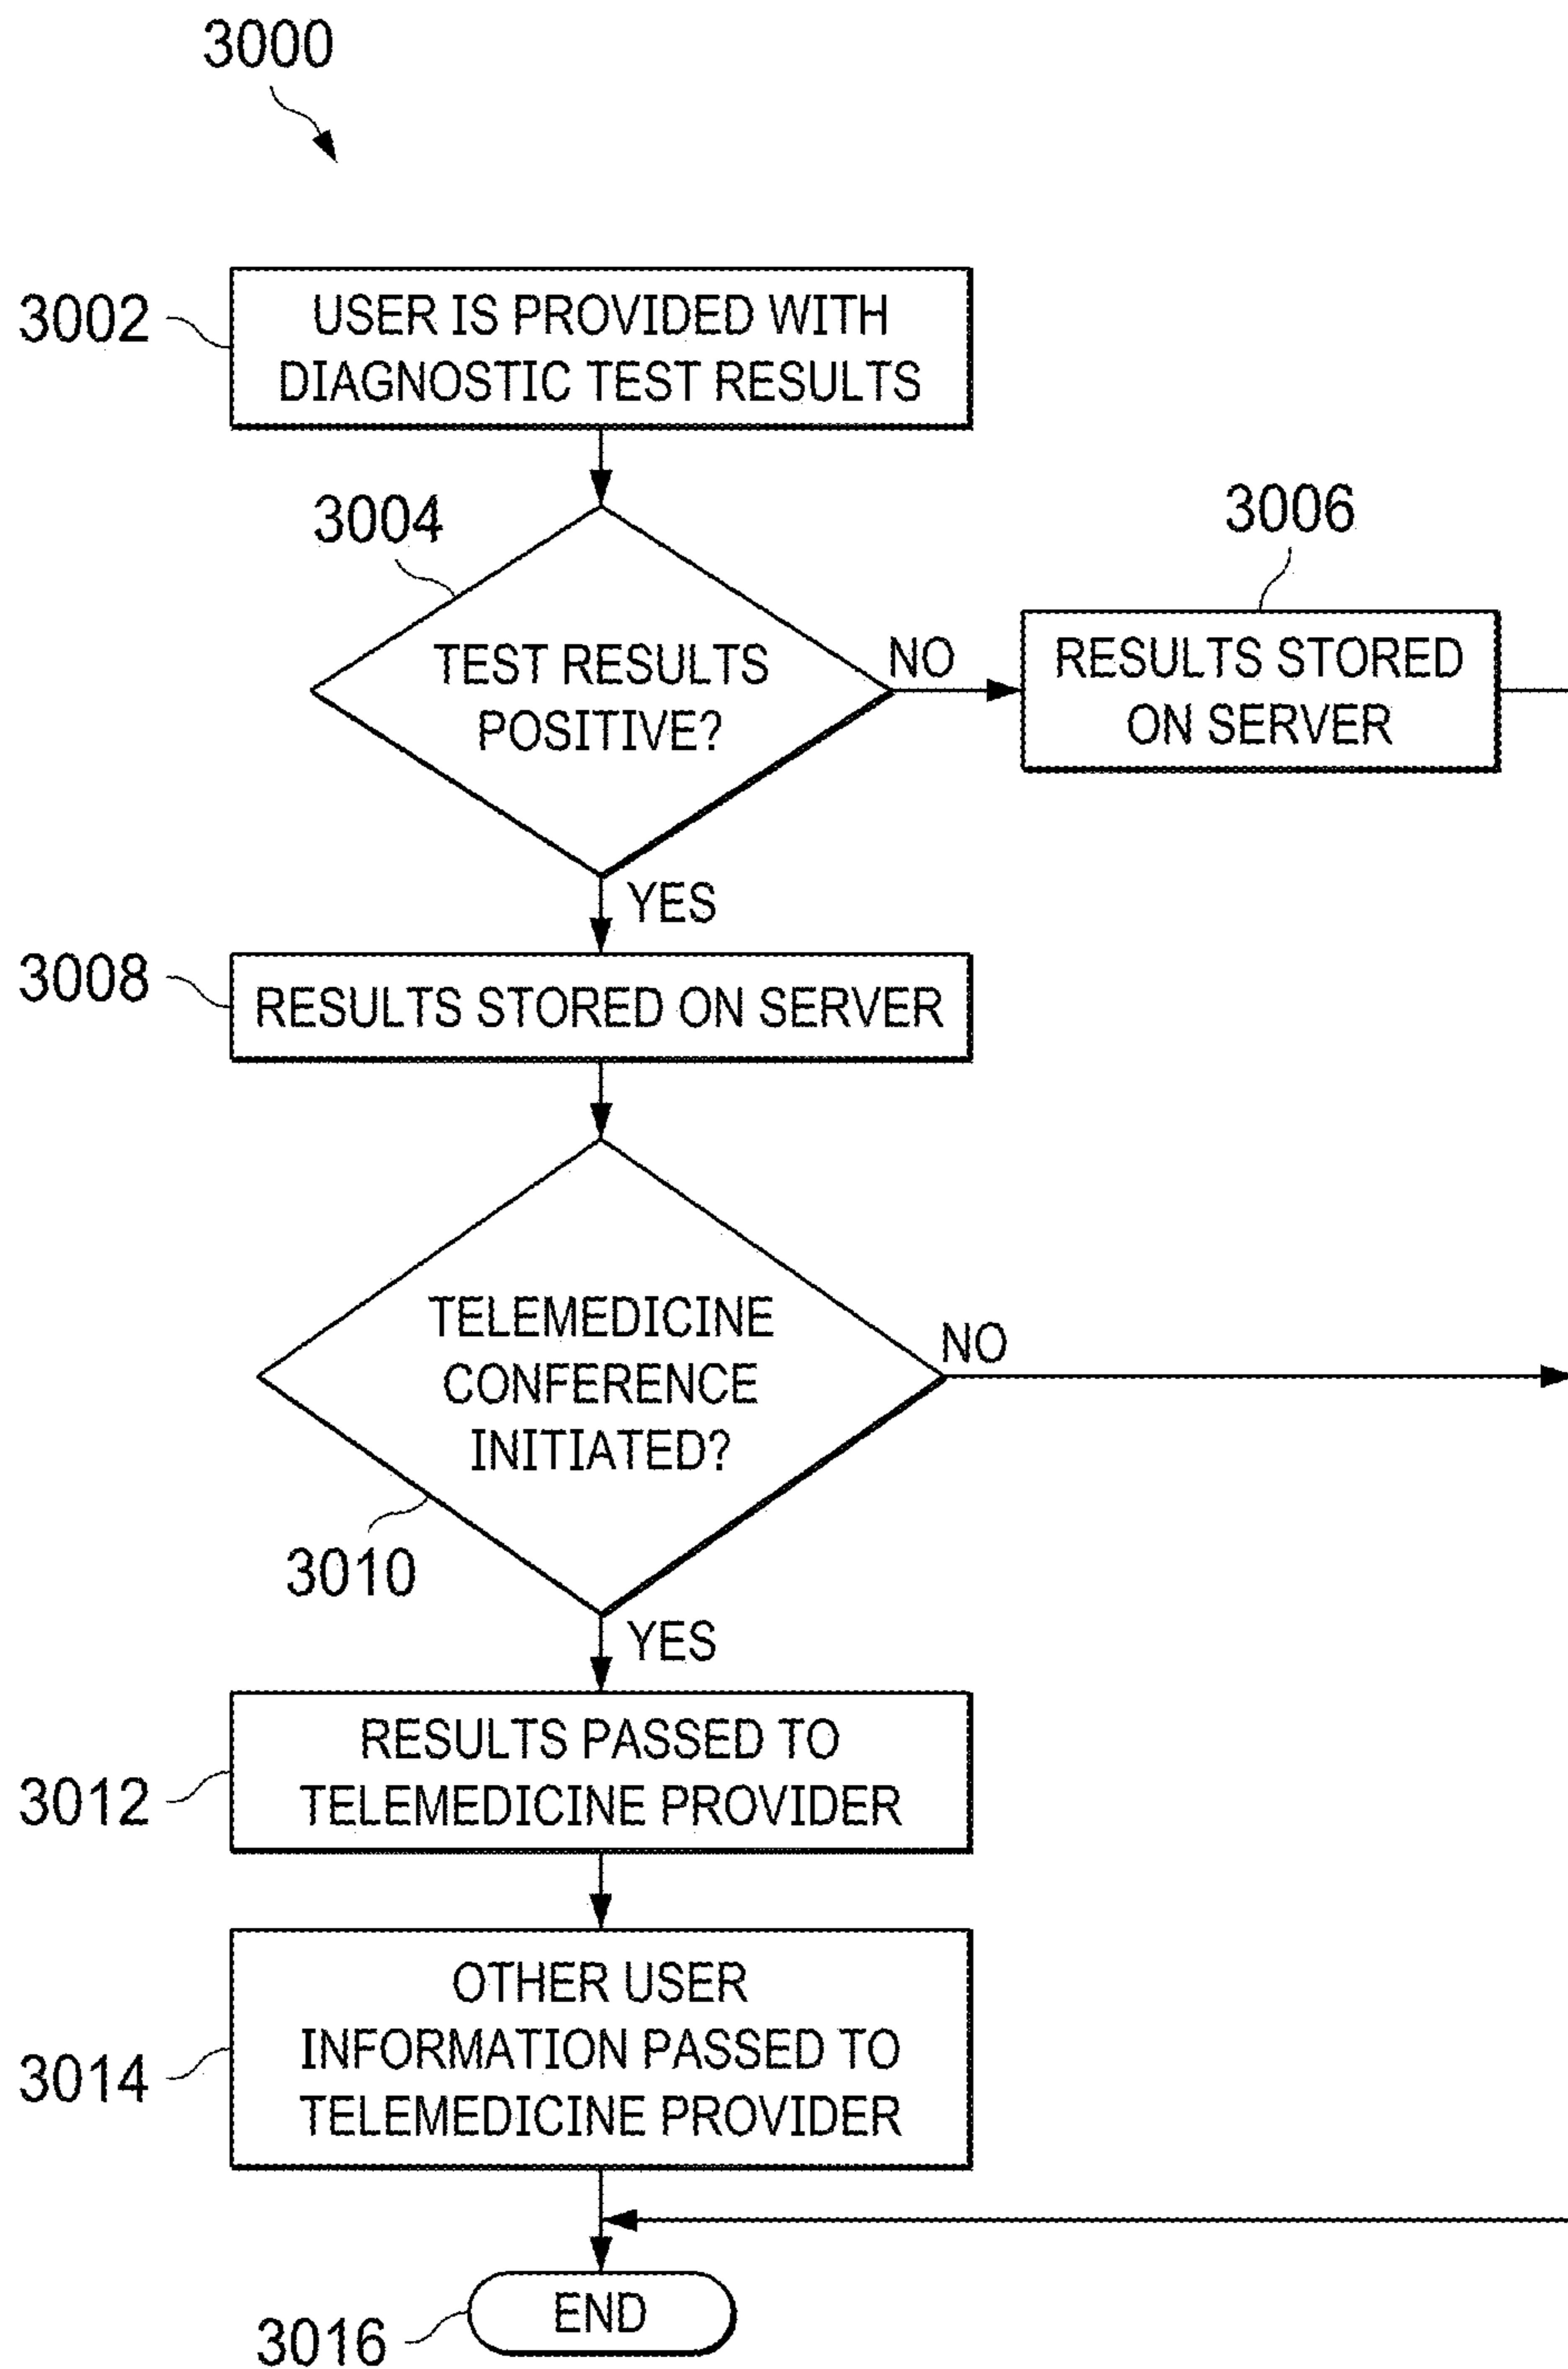 3000
3002
USER IS PROVIDED WITH
DIAGNOSTIC TEST RESULTS
3004
TEST RESULTS
POSITIVE?
NO
3006
RESULTS STORED
ON SERVER
YES
3008
RESULTS STORED ON SERVER
TELEMEDICINE
CONFERENCE
INITIATED?
NO
3010
YES
3012
RESULTS PASSED TO
TELEMEDICINE PROVIDER
3014
OTHER USER
INFORMATION PASSED TO
TELEMEDICINE PROVIDER
3016
END